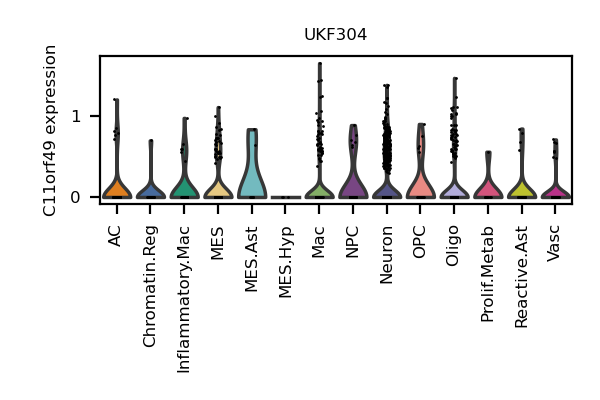 UKF304
C11orf49 expression
1
0
AC
Chromatin.Reg
Inflammatory.Mac
MES
MES.Ast
MES.Hyp
Mac
NPC
Neuron
OPC
Oligo
Prolif.Metab
Reactive.Ast
Vasc